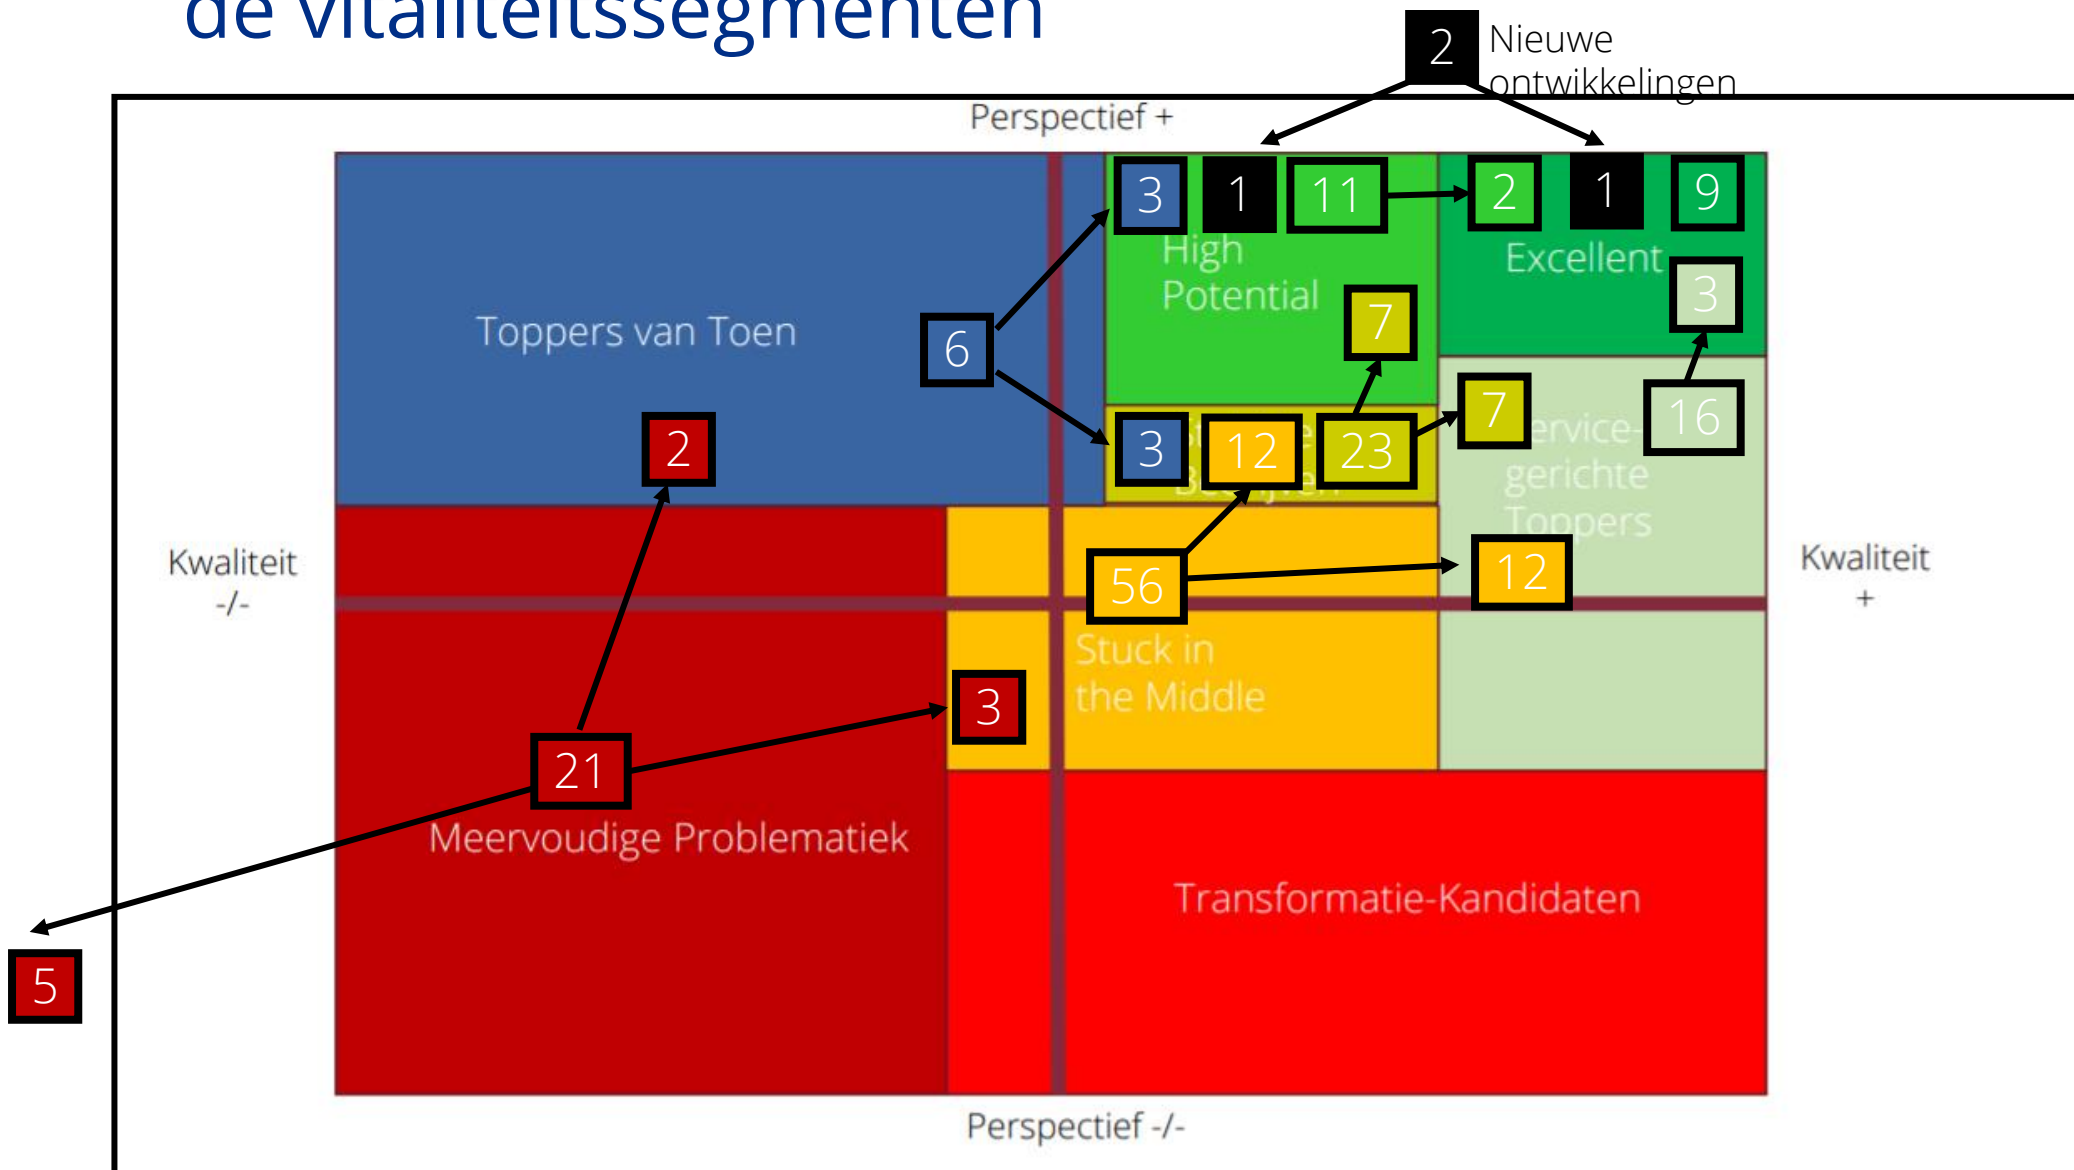 de vitaliteitssegmenten
2
Nieuwe
ontwikkelingen
Perspectief +
3
1
11
2
1
9
High
Potential
Excellent
3
7
Toppers van Toen
6
7
16
2
3
12
23
service-
gerichte
Toppers
Kwaliteit
-/-
56
12
Kwaliteit
+
Stuck in
the Middle
3
21
Meervoudige Problematiek
Transformatie-Kandidaten
5
Perspectief -/-